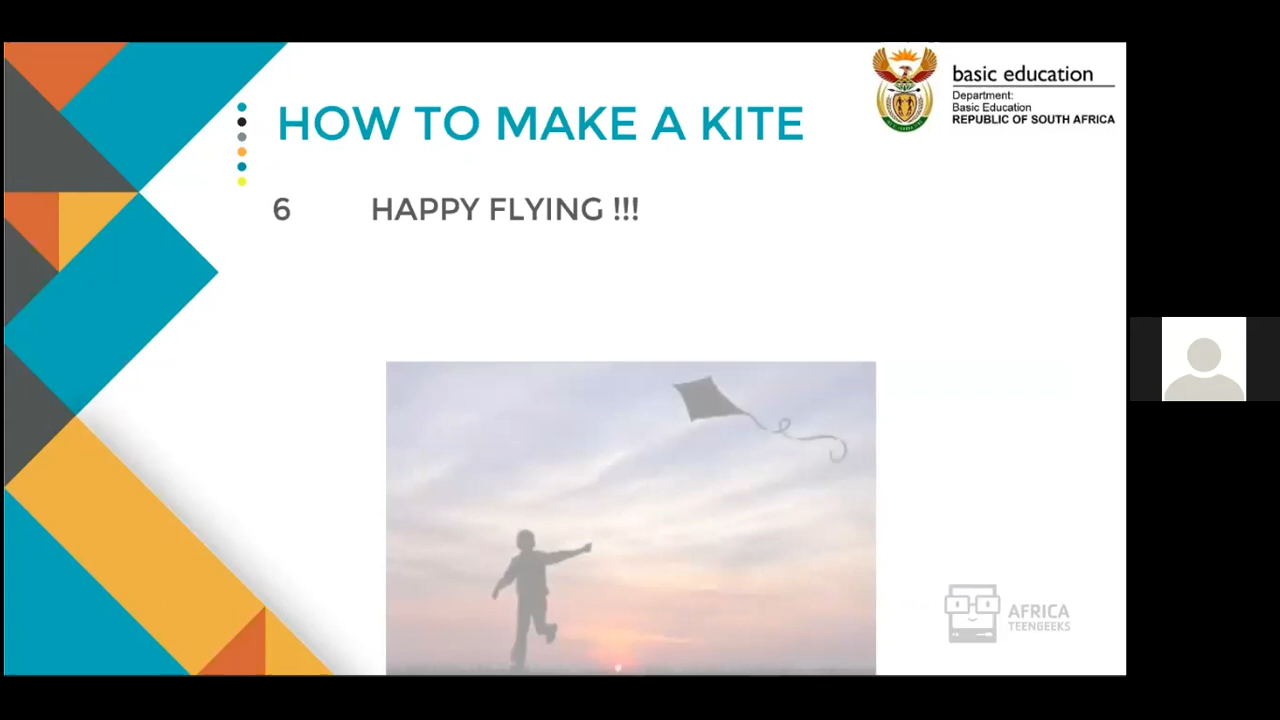 HOW TO MAKE A KITE
basic education
Department:
Basic Education
REPUBLIC OF SOUTH AFRICA
6 HAPPY FLYING !!!
AFRICA
TEENGEEKS